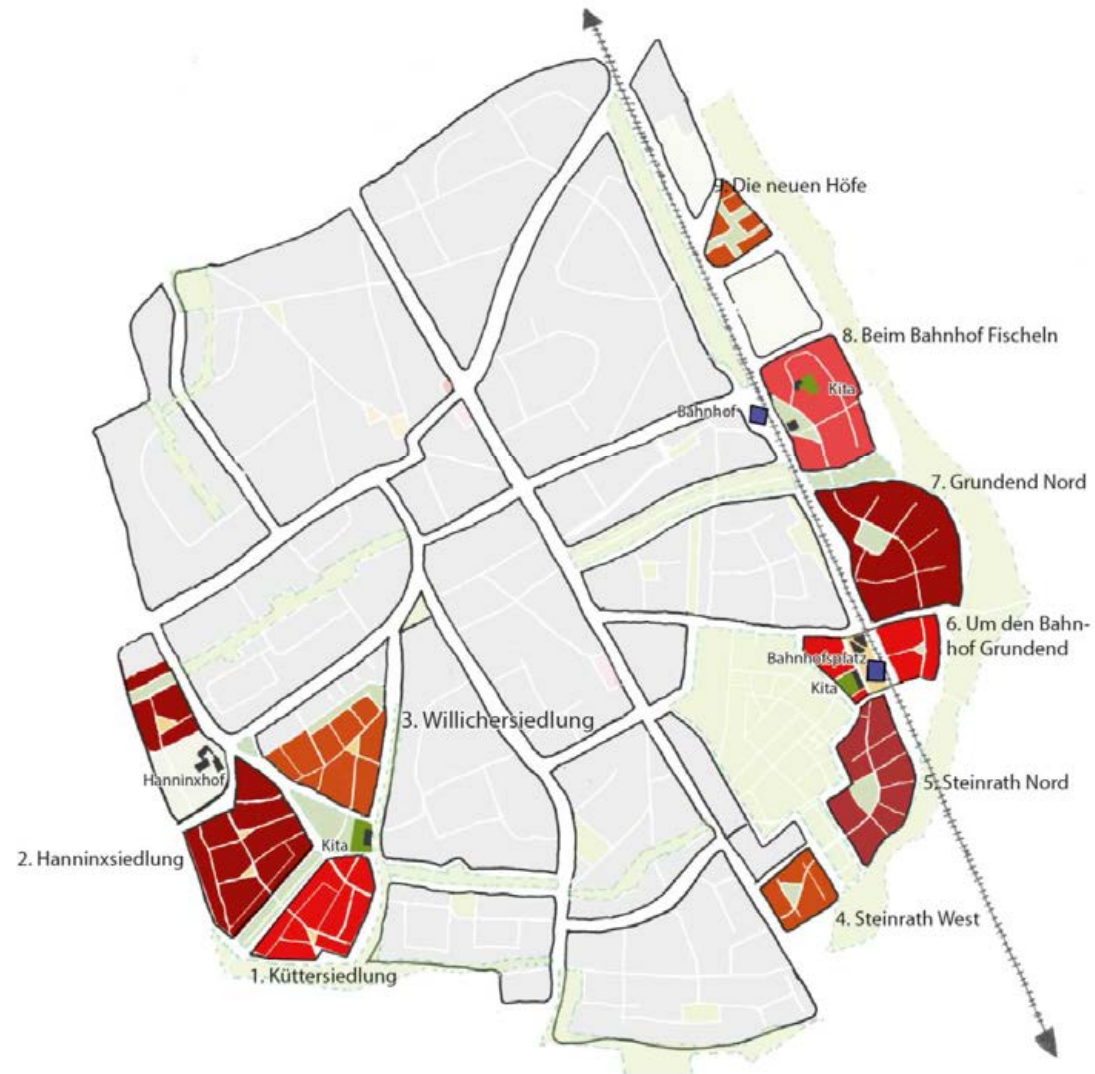 9. Die neuen Höfe
8. Beim Bahnhof Fischeln
Kita
Bahnhof
7. Grundend Nord
6. Um den Bahn-
hof Grundend
Bahnhofsplatz
Kita
3. Willichersiedlung
Hanninxhof
5. Steinrath Nord
Kita
2. Hanninxsiedlung
4. Steinrath West
1. Küttersiedlung